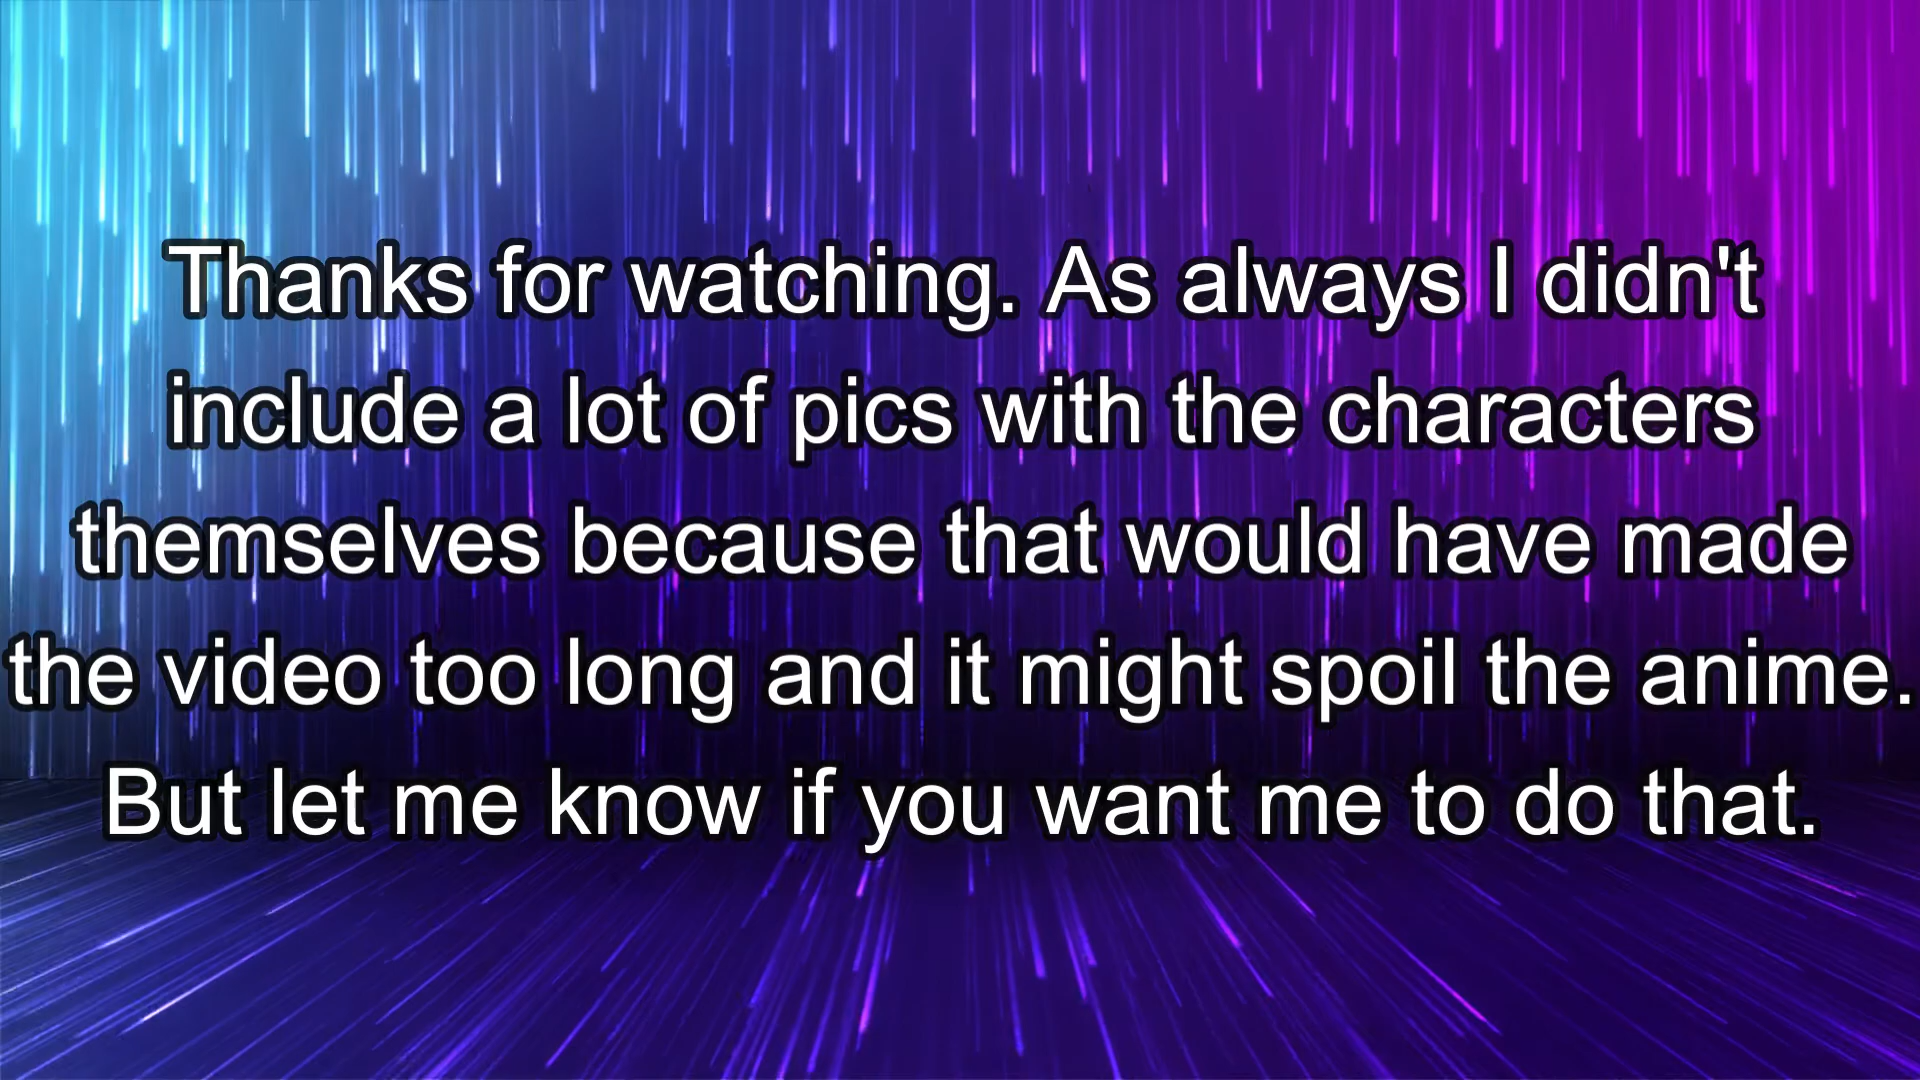 Thanks for watching. As always I didn't
include a lot of pics with the characters
themselves because that would have made
the video too long and it might spoil the anime.
But let me know if you want me to do that.